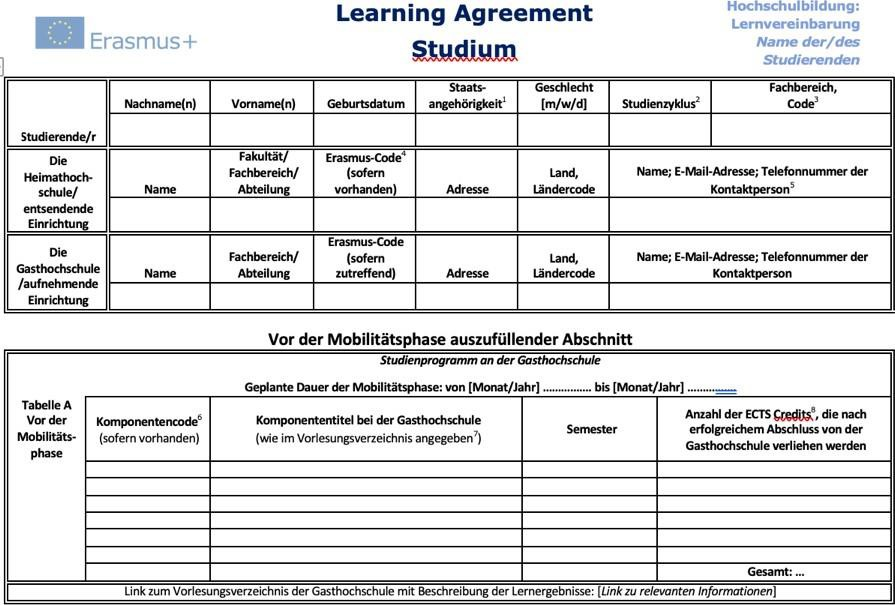 Erasmus+
Learning Agreement
Studium
Hochschulbildung:
Lernvereinbarung
Name der/des
Studierenden
Studierende/r
Nachname(n)
Vorname(n)
Geburtsdatum
Staats-
angehörigkeit1
Geschlecht
[m/w/d]
Studienzyklus2
Fachbereich,
Code3
Die
Heimathoch-
schule/
entsendende
Einrichtung
Name
Fakultät/
Fachbereich/
Abteilung
Erasmus-Code4
(sofern
vorhanden)
Adresse
Land,
Ländercode
Name; E-Mail-Adresse; Telefonnummer der
Kontaktperson5
Die
Gasthochschule
/aufnehmende
Einrichtung
Name
Fachbereich/
Abteilung
Erasmus-Code
(sofern
zutreffend)
Adresse
Land,
Ländercode
Name; E-Mail-Adresse; Telefonnummer der
Kontaktperson
Vor der Mobilitätsphase auszufüllender Abschnitt
Studienprogramm an der Gasthochschule
Geplante Dauer der Mobilitätsphase: von [Monat/Jahr] ................ bis [Monat/Jahr] ................
Tabelle A
Vor der
Mobilitäts-
phase
Komponentencode6
(sofern vorhanden)
Komponententitel bei der Gasthochschule
(wie im Vorlesungsverzeichnis angegeben7)
Semester
Anzahl der ECTS Credits8, die nach
erfolgreichem Abschluss von der
Gasthochschule verliehen werden
Gesamt: ...
Link zum Vorlesungsverzeichnis der Gasthochschule mit Beschreibung der Lernergebnisse: [Link zu relevanten Informationen]